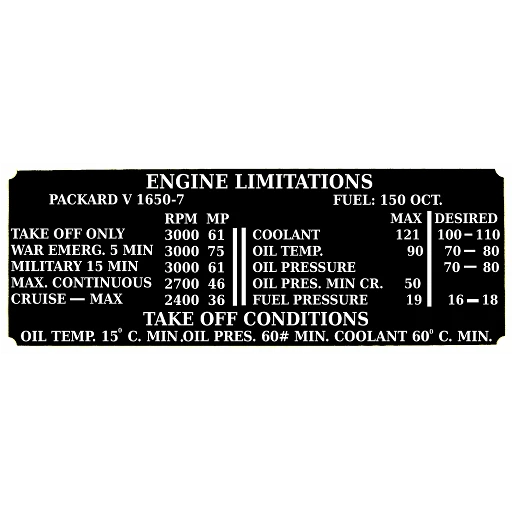 ENGINE LIMITATIONS
PACKARD V 1650-7 FUEL: 150 OCT.
RPM MP MAX DESIRED
TAKE OFF ONLY 3000 61 COOLANT 121 100-110
WAR EMERG. 5 MIN 3000 75 OIL TEMP. 90 70 - 80
MILITARY 15 MIN 3000 61 OIL PRESSURE 70 - 80
MAX. CONTINUOUS 2700 46 OIL PRES. MIN CR. 50
CRUISE — MAX 2400 36 FUEL PRESSURE 19 16 - 18
TAKE OFF CONDITIONS
OIL TEMP. 15° C. MIN.OIL PRES. 60# MIN. COOLANT 60° C. MIN.